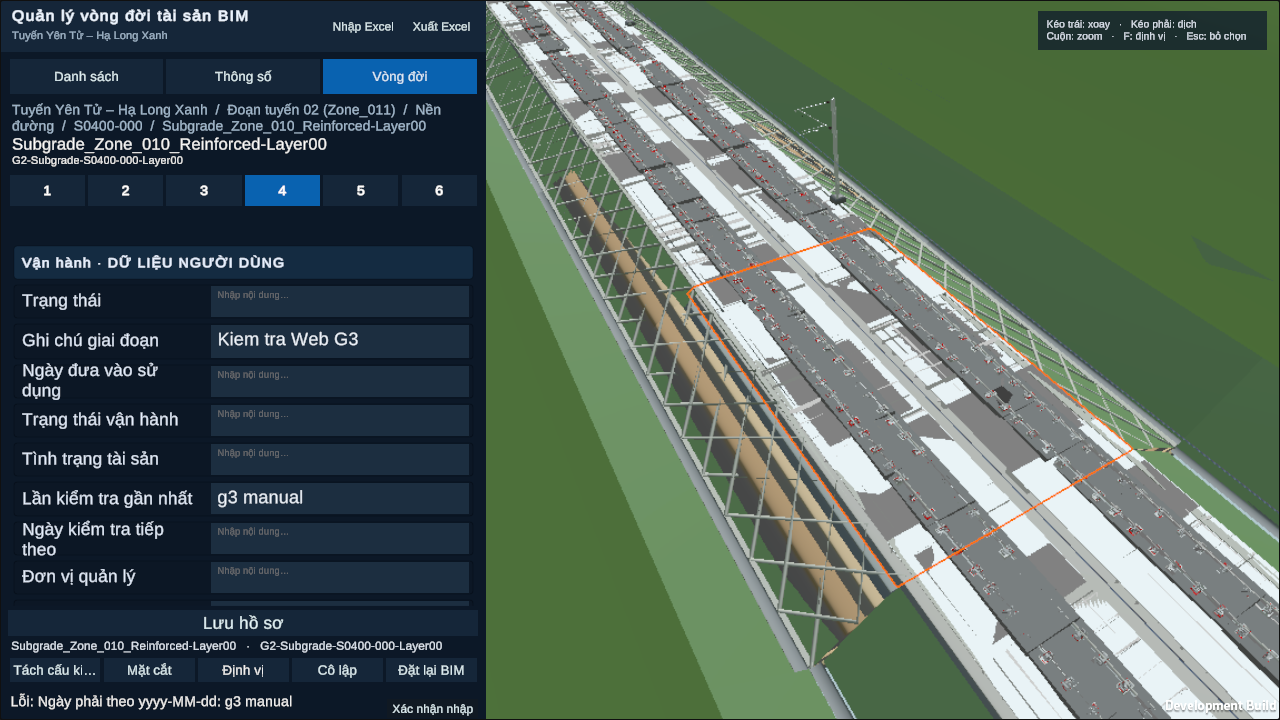 Quản lý vòng đời tài sản BIM
Tuyến Yên Tử – Hạ Long Xanh
Nhập Excel
Xuất Excel
Danh sách
Thông số
Vòng đời
Tuyến Yên Tử – Hạ Long Xanh / Đoạn tuyến 02 (Zone_011) / Nền
đường / S0400-000 / Subgrade_Zone_010_Reinforced-Layer00
Subgrade_Zone_010_Reinforced-Layer00
G2-Subgrade-S0400-000-Layer00
1
2
3
4
5
6
Vận hành · DỮ LIỆU NGƯỜI DÙNG
Trạng thái
Nhập nội dung...
Ghi chú giai đoạn
Kiem tra Web G3
Ngày đưa vào sử
dụng
Nhập nội dung...
Trạng thái vận hành
Nhập nội dung...
Tình trạng tài sản
Nhập nội dung...
Lần kiểm tra gần nhất
g3 manual
Ngày kiểm tra tiếp
theo
Nhập nội dung...
Đơn vị quản lý
Nhập nội dung...
Lưu hồ sơ
Subgrade_Zone_010_Reinforced-Layer00 · G2-Subgrade-S0400-000-Layer00
Tách cấu ki...
Mặt cắt
Định vị
Cô lập
Đặt lại BIM
Lỗi: Ngày phải theo yyyy-MM-dd: g3 manual
Xác nhận nhập
Kéo trái: xoay · Kéo phải: dịch
Cuộn: zoom · F: định vị · Esc: bỏ chọn
Development Build